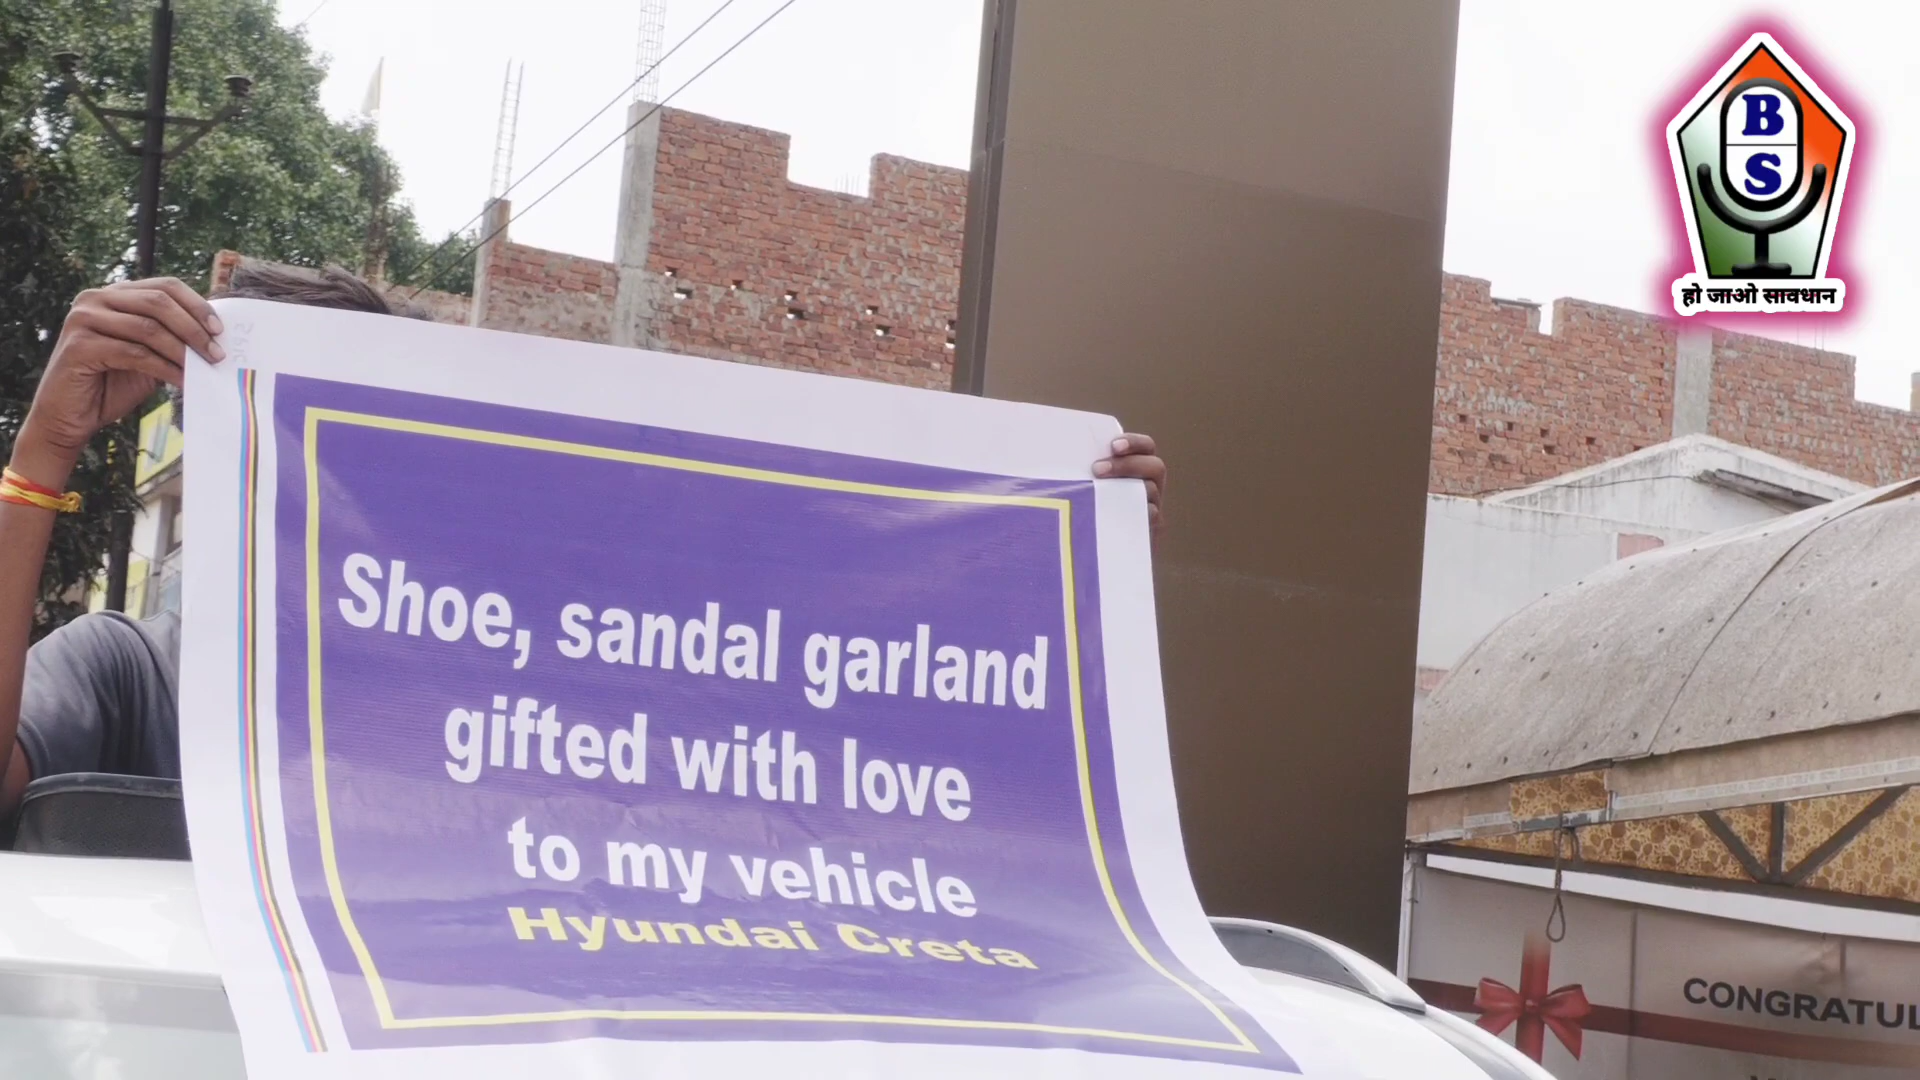 B
S
हो जाओ सावधान
Shoe, sandal garland
gifted with love
to my vehicle
Hyundai Creta
CONGRATUL